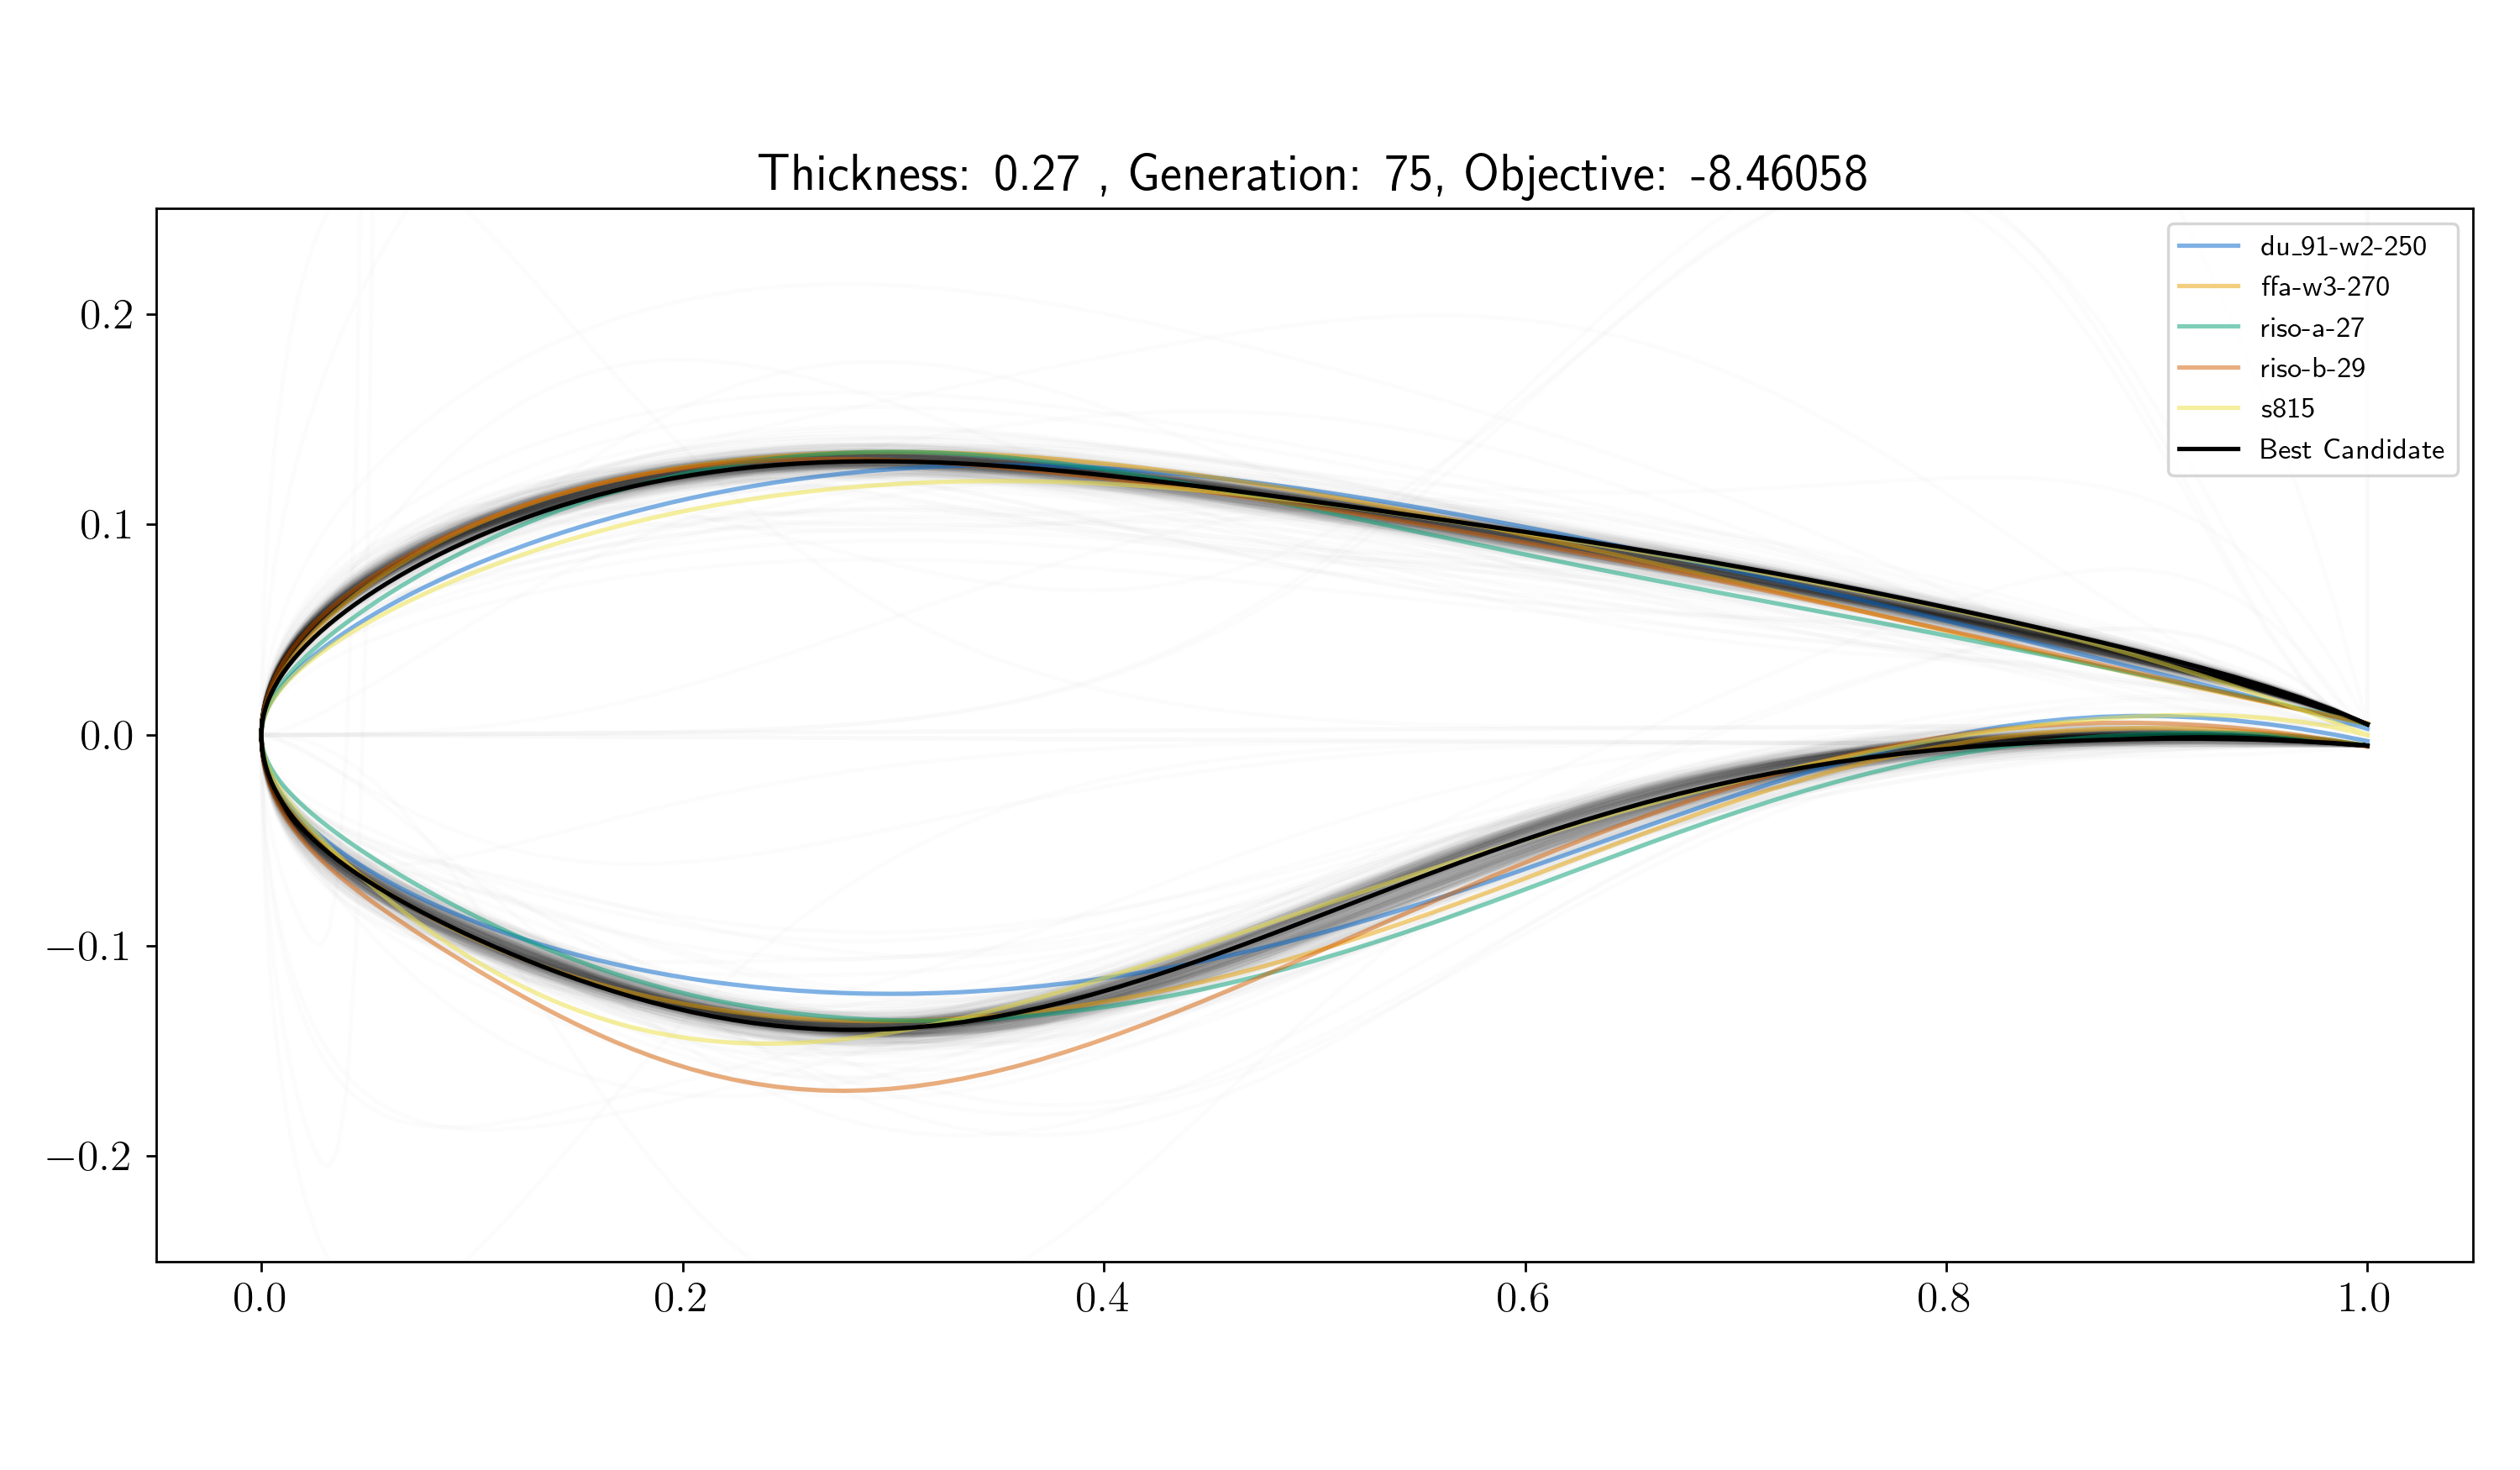 Thickness: 0.27 , Generation: 75, Objective: -8.46058
du_91-w2-250
ffa-w3-270
riso-a-27
riso-b-29
s815
Best Candidate
0.2
0.1
0.0
−0.1
−0.2
0.0 0.2 0.4 0.6 0.8 1.0